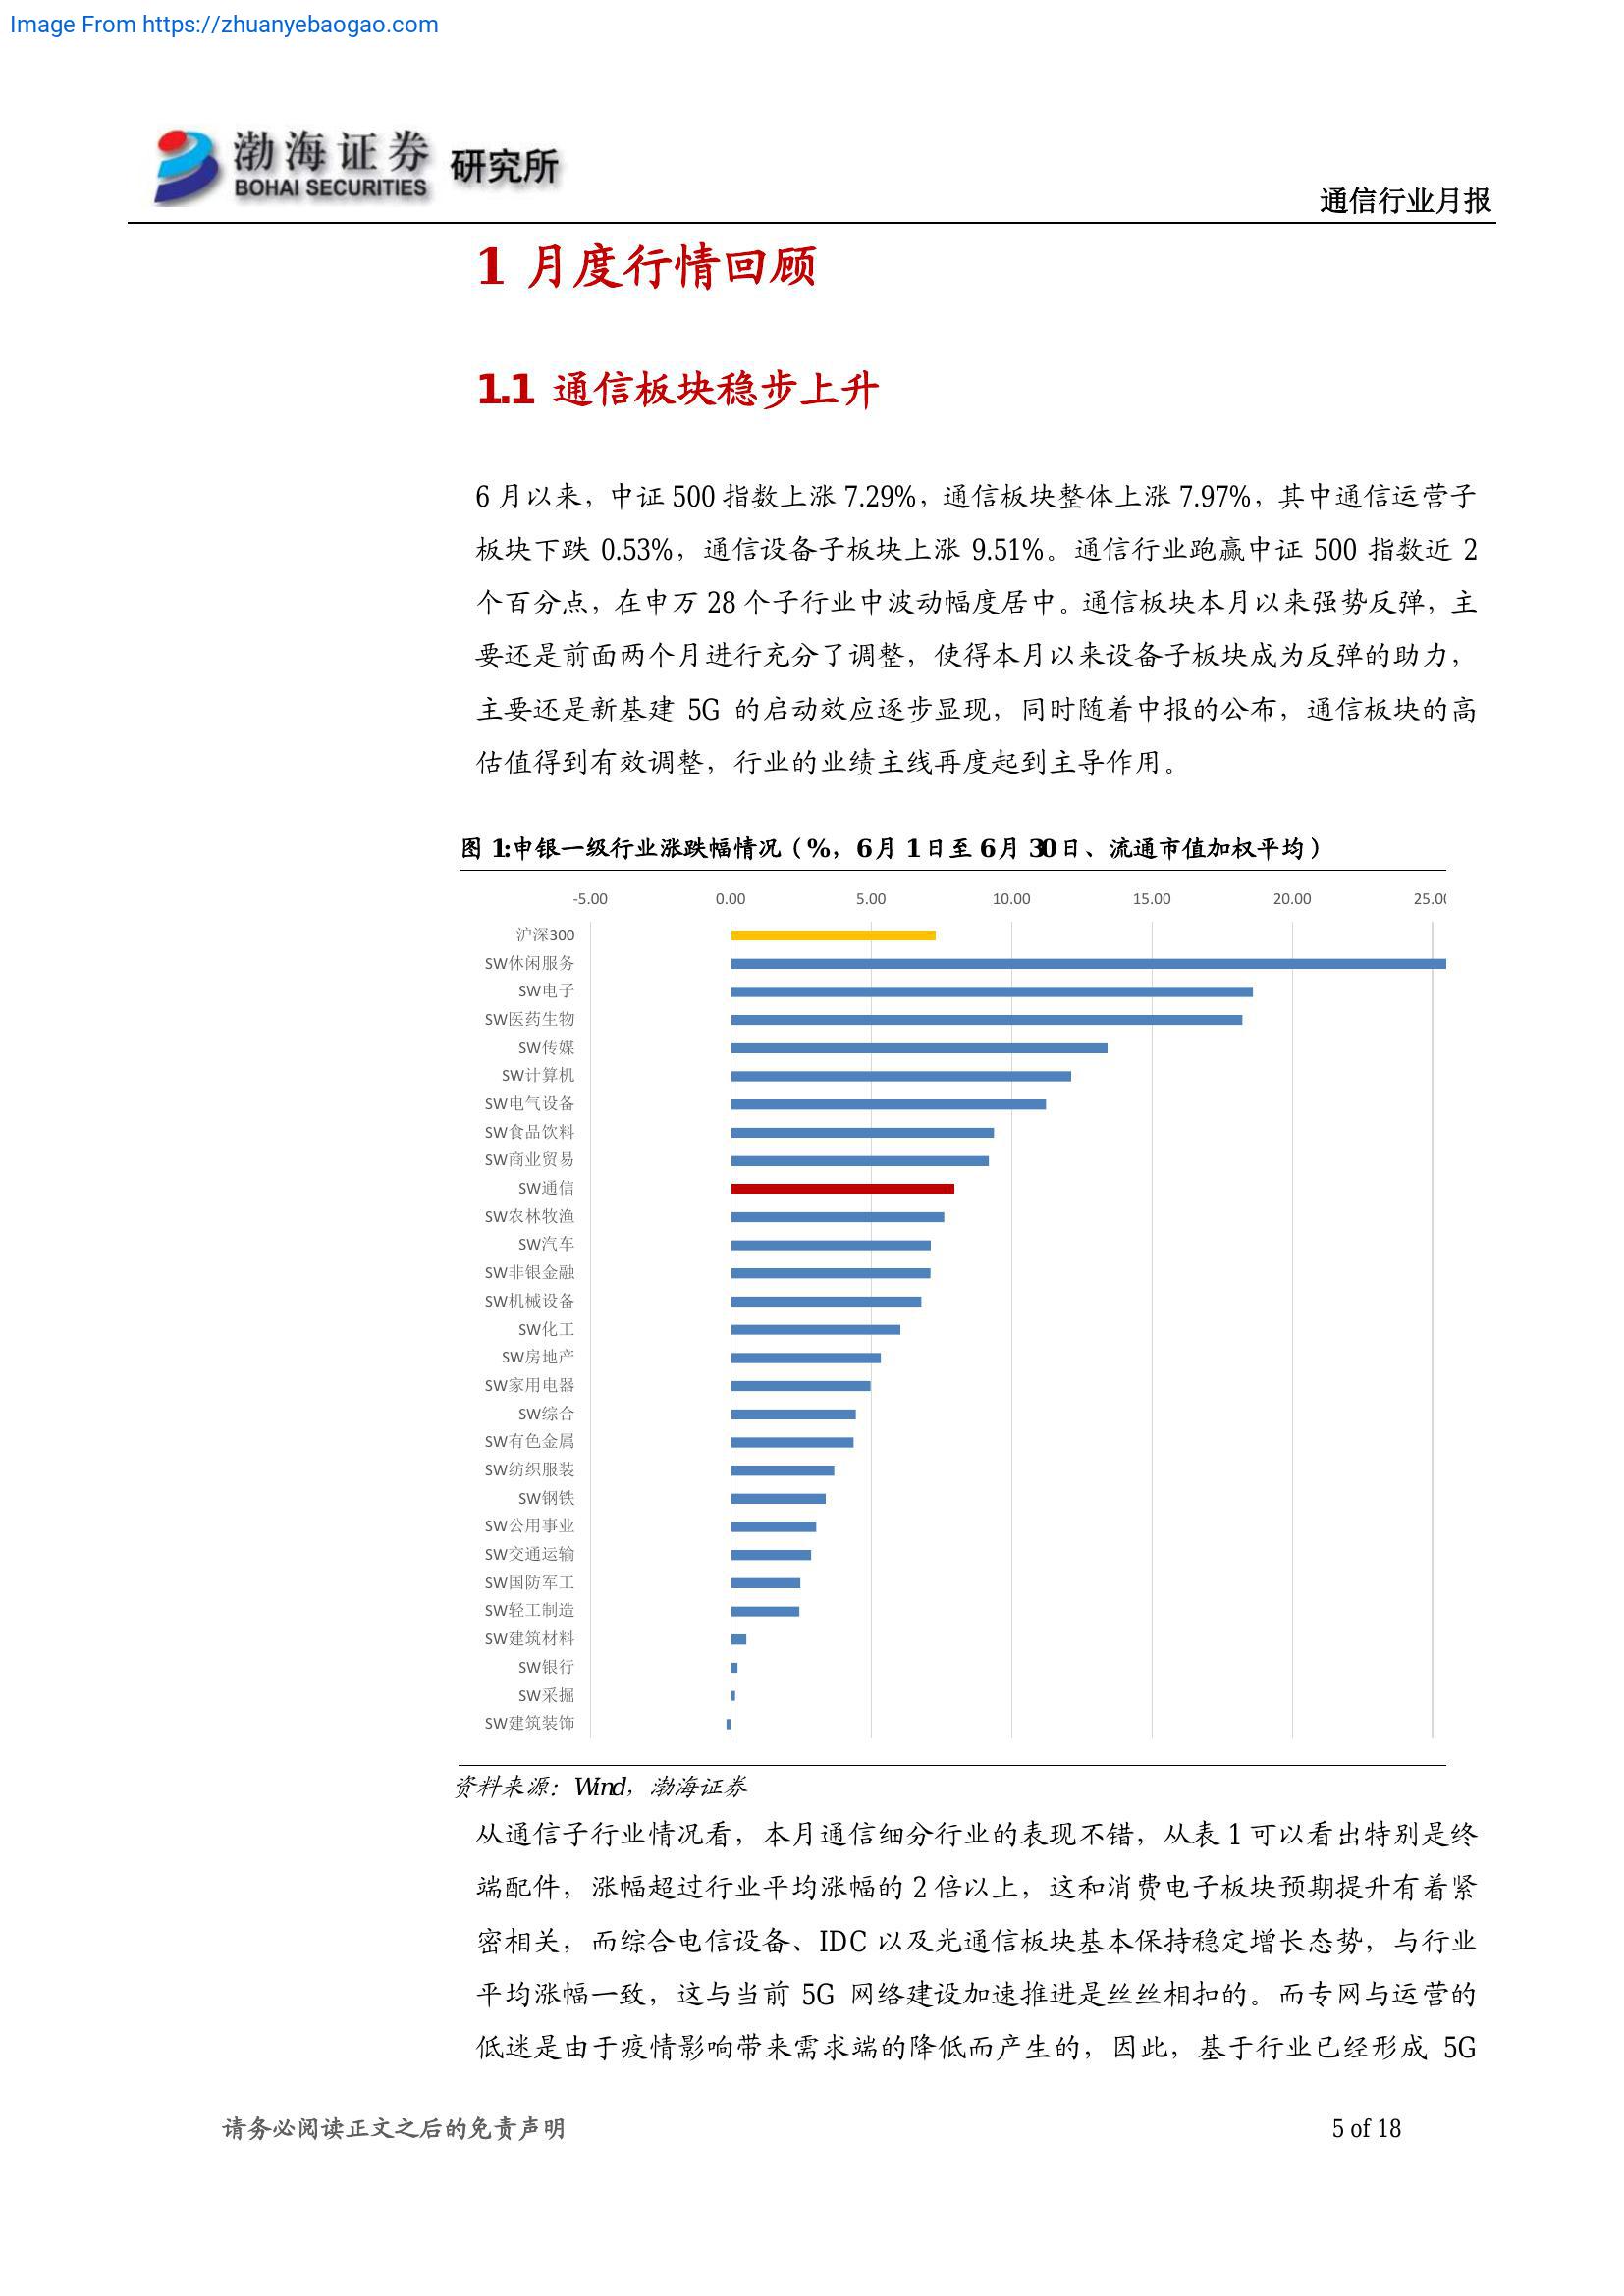 Image From https://zhuanyebaogao.com
渤海证券 研究所
BOHAI SECURITIES
通信行业月报
1 月度行情回顾
1.1 通信板块稳步上升
6 月以来，中证 500 指数上涨 7.29%，通信板块整体上涨 7.97%，其中通信运营子
板块下跌 0.53%，通信设备子板块上涨 9.51%。通信行业跑赢中证 500 指数近 2
个百分点，在申万 28 个子行业中波动幅度居中。通信板块本月以来强势反弹，主
要还是前面两个月进行充分了调整，使得本月以来设备子板块成为反弹的助力，
主要还是新基建 5G 的启动效应逐步显现，同时随着中报的公布，通信板块的高
估值得到有效调整，行业的业绩主线再度起到主导作用。
图 1:申银一级行业涨跌幅情况（%，6 月 1 日至 6 月 30 日、流通市值加权平均）
-5.00 0.00 5.00 10.00 15.00 20.00 25.00
沪深300
SW休闲服务
SW电子
SW医药生物
SW传媒
SW计算机
SW电气设备
SW食品饮料
SW商业贸易
SW通信
SW农林牧渔
SW汽车
SW非银金融
SW机械设备
SW化工
SW房地产
SW家用电器
SW综合
SW有色金属
SW纺织服装
SW钢铁
SW公用事业
SW交通运输
SW国防军工
SW轻工制造
SW建筑材料
SW银行
SW采掘
SW建筑装饰
资料来源：Wind，渤海证券
从通信子行业情况看，本月通信细分行业的表现不错，从表 1 可以看出特别是终
端配件，涨幅超过行业平均涨幅的 2 倍以上，这和消费电子板块预期提升有着紧
密相关，而综合电信设备、IDC 以及光通信板块基本保持稳定增长态势，与行业
平均涨幅一致，这与当前 5G 网络建设加速推进是丝丝相扣的。而专网与运营的
低迷是由于疫情影响带来需求端的降低而产生的，因此，基于行业已经形成 5G
请务必阅读正文之后的免责声明
5 of 18